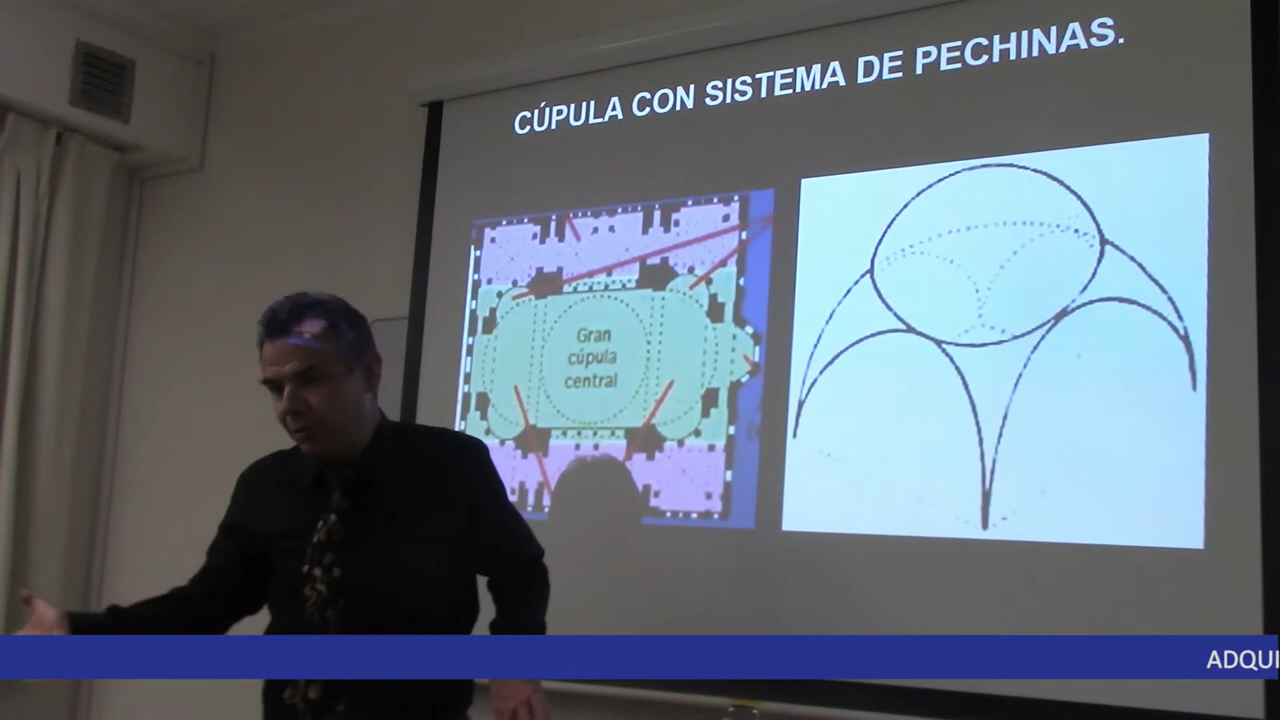 CÚPULA CON SISTEMA DE PECHINAS.
Gran
cúpula
central
ADQUI